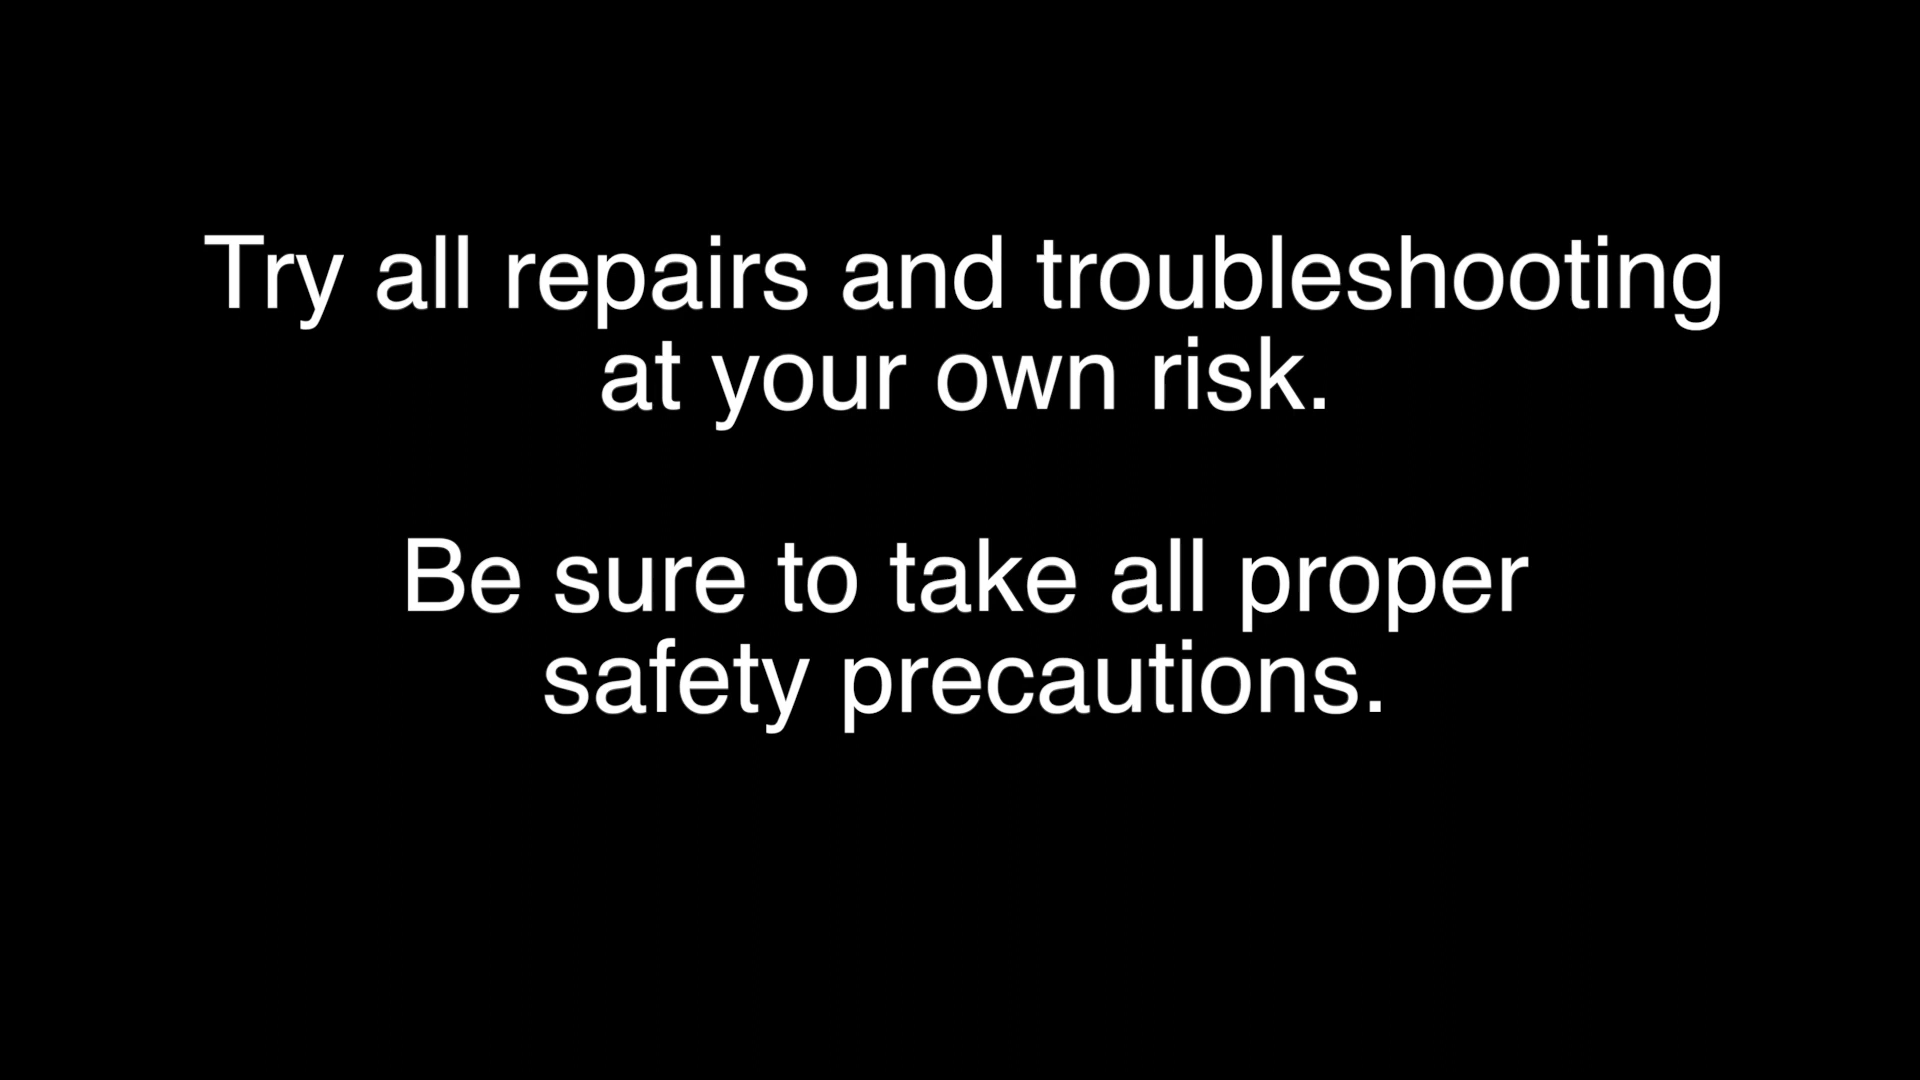 Try all repairs and troubleshooting
at your own risk.
Be sure to take all proper
safety precautions.